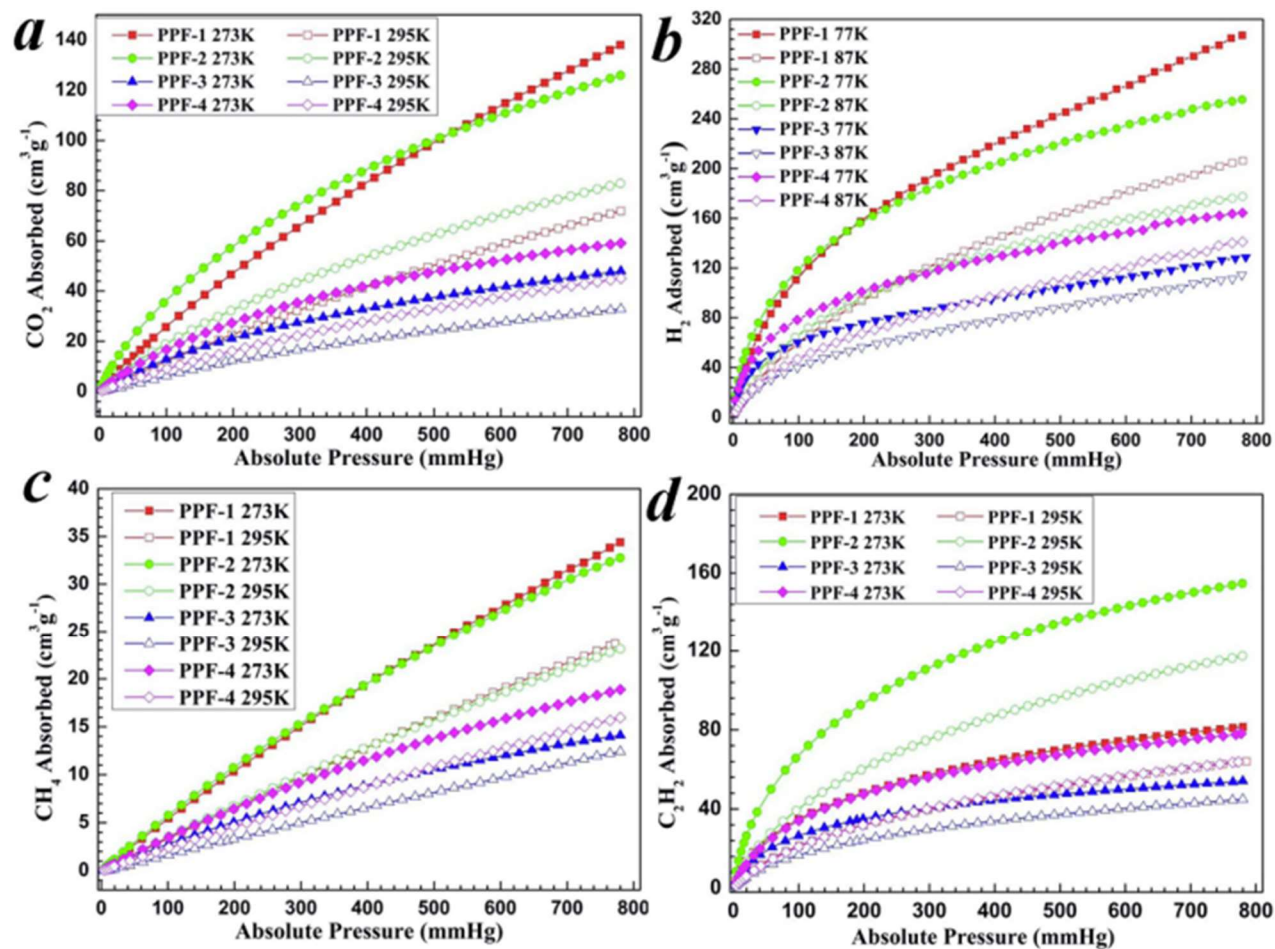 a
PPF-1 273K PPF-1 295K
PPF-2 273K PPF-2 295K
PPF-3 273K PPF-3 295K
PPF-4 273K PPF-4 295K
140
120
100
80
60
40
20
0
CO2 Absorbed (cm3g-1)
0 100 200 300 400 500 600 700 800
Absolute Pressure (mmHg)
b
PPF-1 77K
PPF-1 87K
PPF-2 77K
PPF-2 87K
PPF-3 77K
PPF-3 87K
PPF-4 77K
PPF-4 87K
320
280
240
200
160
120
80
40
0
H2 Adsorbed (cm3g-1)
0 100 200 300 400 500 600 700 800
Absolute Pressure (mmHg)
c
PPF-1 273K
PPF-1 295K
PPF-2 273K
PPF-2 295K
PPF-3 273K
PPF-3 295K
PPF-4 273K
PPF-4 295K
40
35
30
25
20
15
10
5
0
CH4 Absorbed (cm3g-1)
0 100 200 300 400 500 600 700 800
Absolute Pressure (mmHg)
d
PPF-1 273K PPF-1 295K
PPF-2 273K PPF-2 295K
PPF-3 273K PPF-3 295K
PPF-4 273K PPF-4 295K
200
160
120
80
40
0
C2H2 Absorbed (cm3g-1)
0 100 200 300 400 500 600 700 800
Absolute Pressure (mmHg)